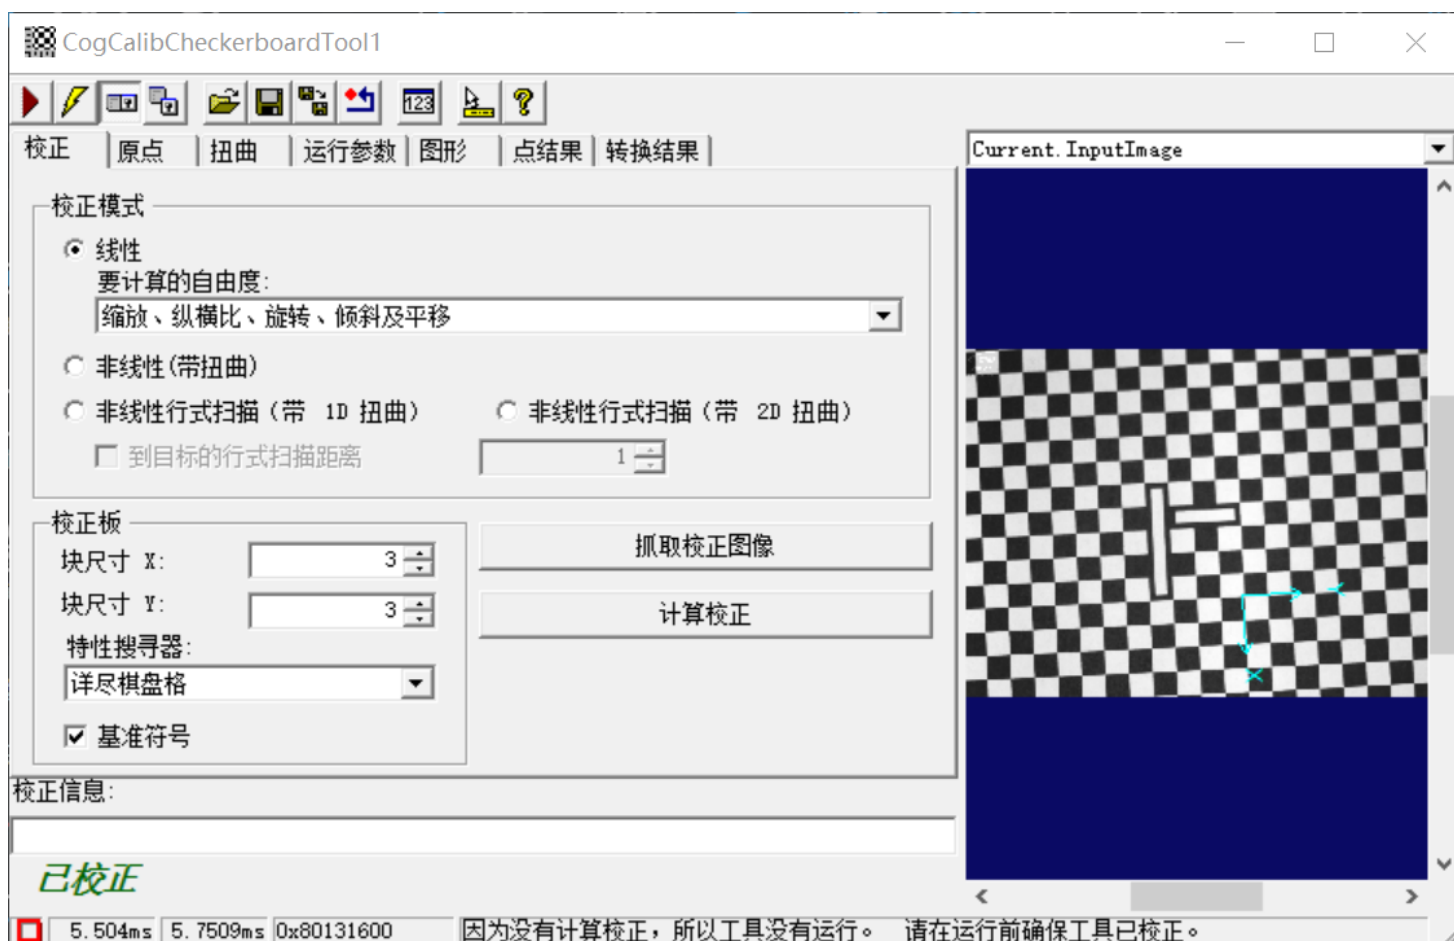 CogCalibCheckerboardTool1
123
校正 原点 扭曲 运行参数 图形 点结果 转换结果
Current.InputImage
校正模式
线性
要计算的自由度:
缩放、纵横比、旋转、倾斜及平移
非线性(带扭曲)
非线性行式扫描(带 1D 扭曲) 非线性行式扫描(带 2D 扭曲)
到目标的行式扫描距离 1
校正板
块尺寸 X: 3
块尺寸 Y: 3
特性搜寻器:
详尽棋盘格
基准符号
抓取校正图像
计算校正
Y
X
校正信息:
已校正
5.504ms 5.7509ms 0x80131600 因为没有计算校正，所以工具没有运行。 请在运行前确保工具已校正。